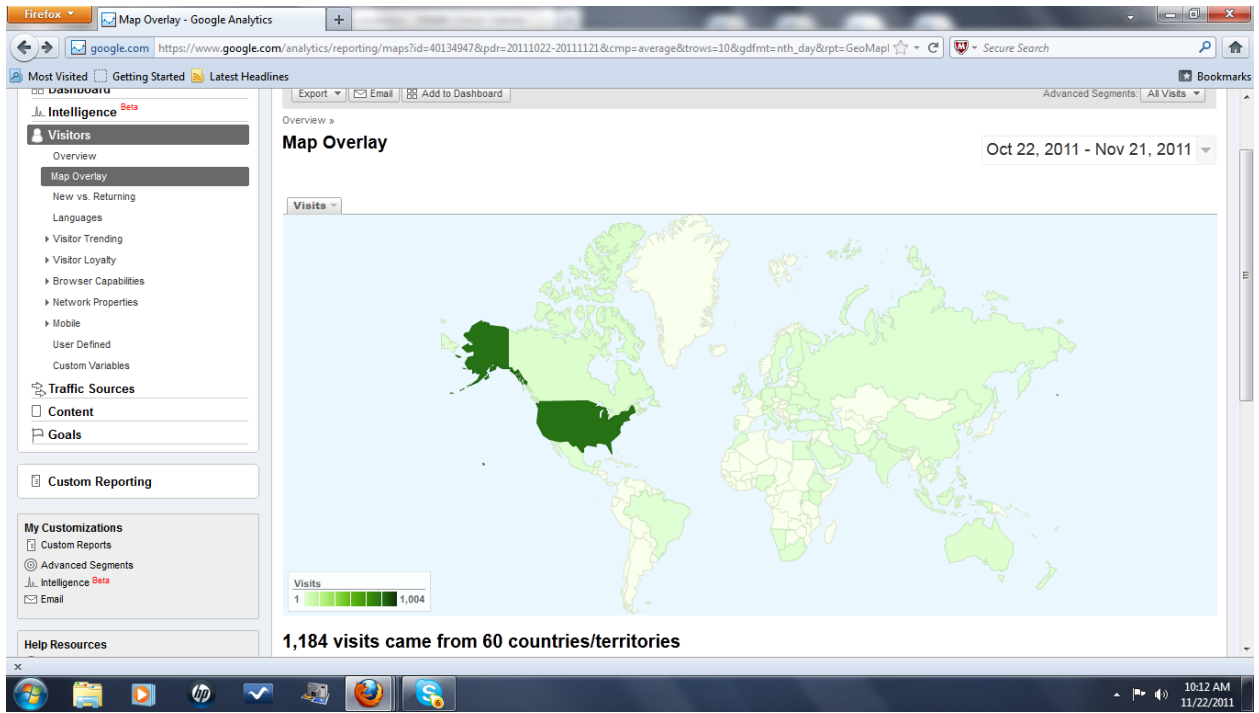 Firefox
Map Overlay - Google Analytics
google.com https://www.google.com/analytics/reporting/maps?id=40134947&pdr=20111022-20111121&cmp=average&trows=10&gdfmt=nth_day&rpt=GeoMapl
Secure Search
Most Visited Getting Started Latest Headlines
Bookmarks
Dashboard
Intelligence Beta
Visitors
Overview
Map Overlay
New vs. Returning
Languages
Visitor Trending
Visitor Loyalty
Browser Capabilities
Network Properties
Mobile
User Defined
Custom Variables
Traffic Sources
Content
Goals
Custom Reporting
My Customizations
Custom Reports
Advanced Segments
Intelligence Beta
Email
Help Resources
Export Email Add to Dashboard
Advanced Segments: All Visits
Overview »
Map Overlay
Oct 22, 2011 - Nov 21, 2011
Visits
Visits
1 1,004
1,184 visits came from 60 countries/territories
hp
S 6
10:12 AM
11/22/2011